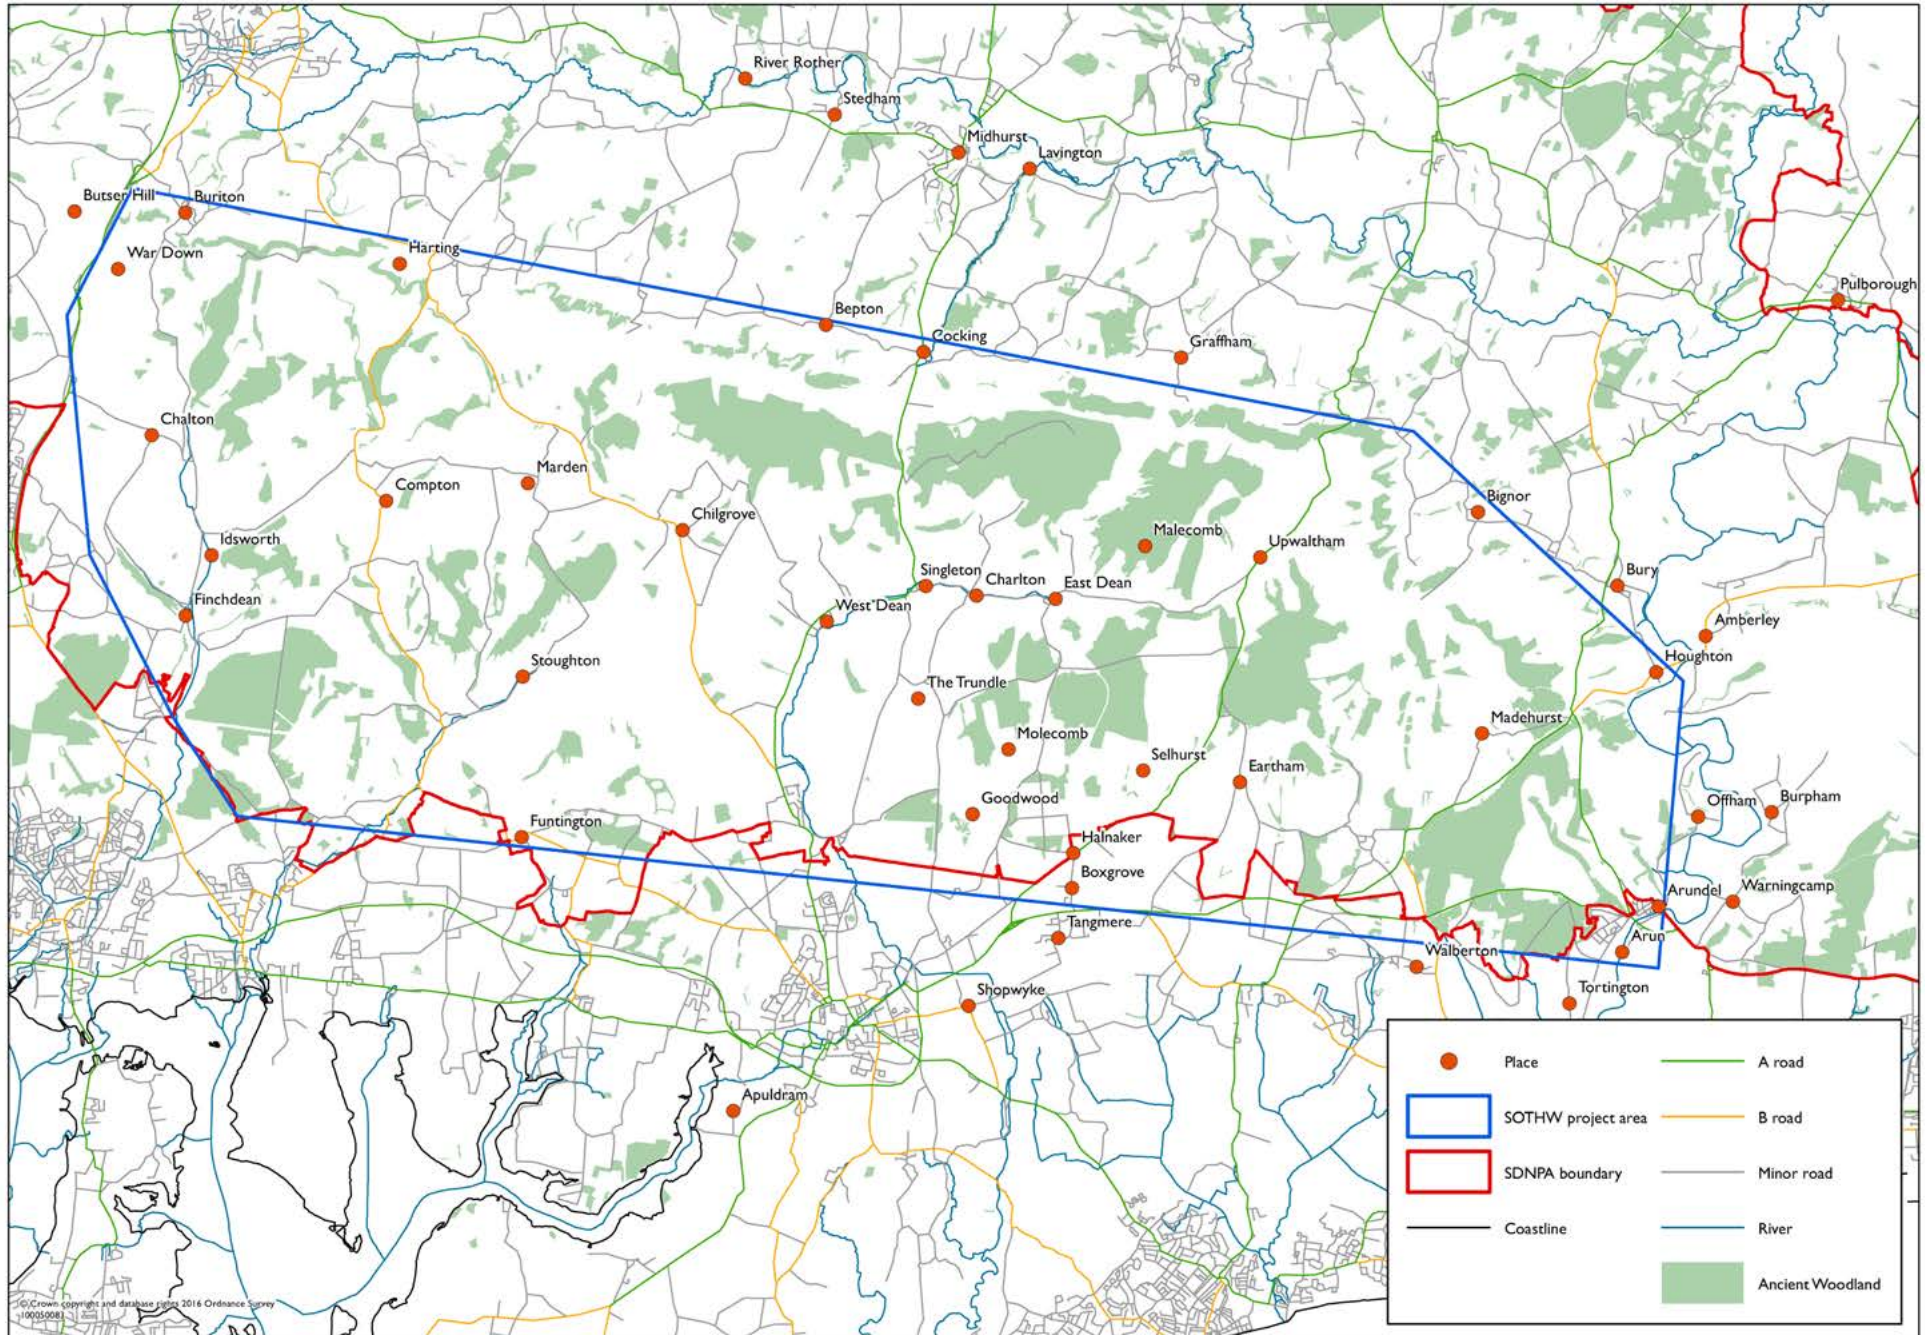 River Rother
Stedham
Midhurst
Lavington
Butser Hill
Buriton
War Down
Harting
Pulborough
Bepton
Cocking
Graffham
Chalton
Marden
Compton
Bignor
Chilgrove
Malecomb
Idsworth
Upwaltham
Singleton
Charlton
East Dean
Bury
Finchdean
West Dean
Amberley
Stoughton
Houghton
The Trundle
Madehurst
Molecomb
Selhurst
Eartham
Goodwood
Offham
Burpham
Funtington
Halnaker
Boxgrove
Arundel
Warningcamp
Tangmere
Arun
Walberton
Shopwyke
Tortington
Apuldram
Place
A road
SOTHW project area
B road
SDNPA boundary
Minor road
Coastline
River
Ancient Woodland
© Crown copyright and database rights 2016 Ordnance Survey